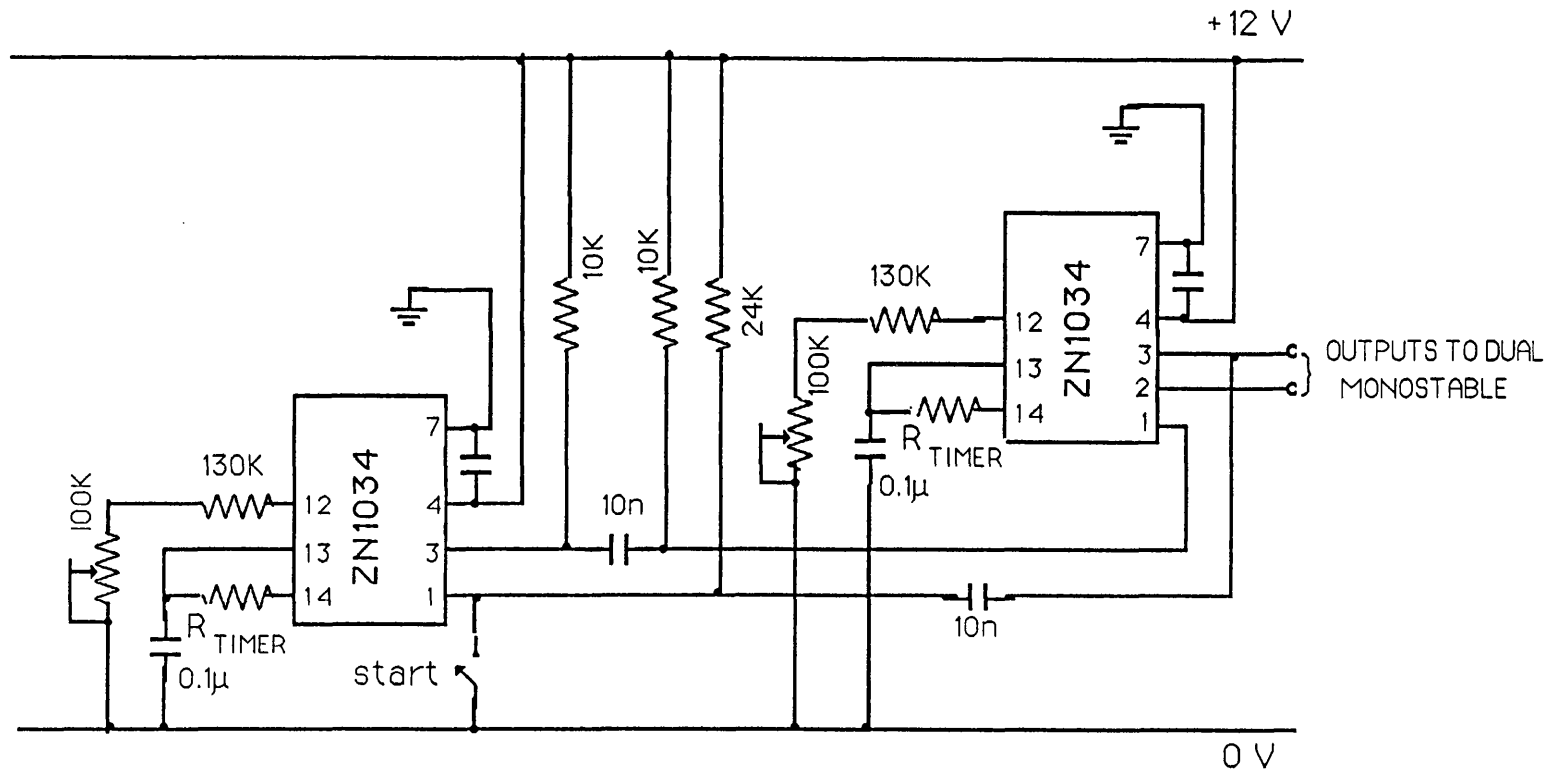 +12 V
10K
10K
24K
7
130K
12
4
ZN1034
3
OUTPUTS TO DUAL
13
100K
2
MONOSTABLE
14
1
R TIMER
0.1µ
7
130K
100K
12
4
ZN1034
10n
13
3
14
1
R TIMER
10n
0.1µ
start
0 V